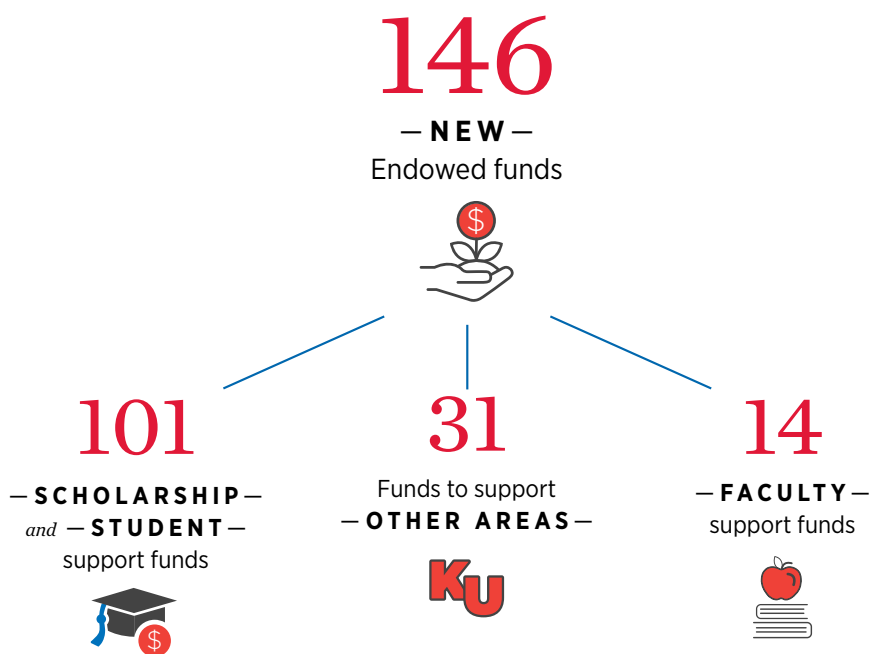 146
— NEW —
Endowed funds
$
101
— SCHOLARSHIP —
and — STUDENT —
support funds
$
31
Funds to support
— OTHER AREAS —
KU
14
— FACULTY —
support funds